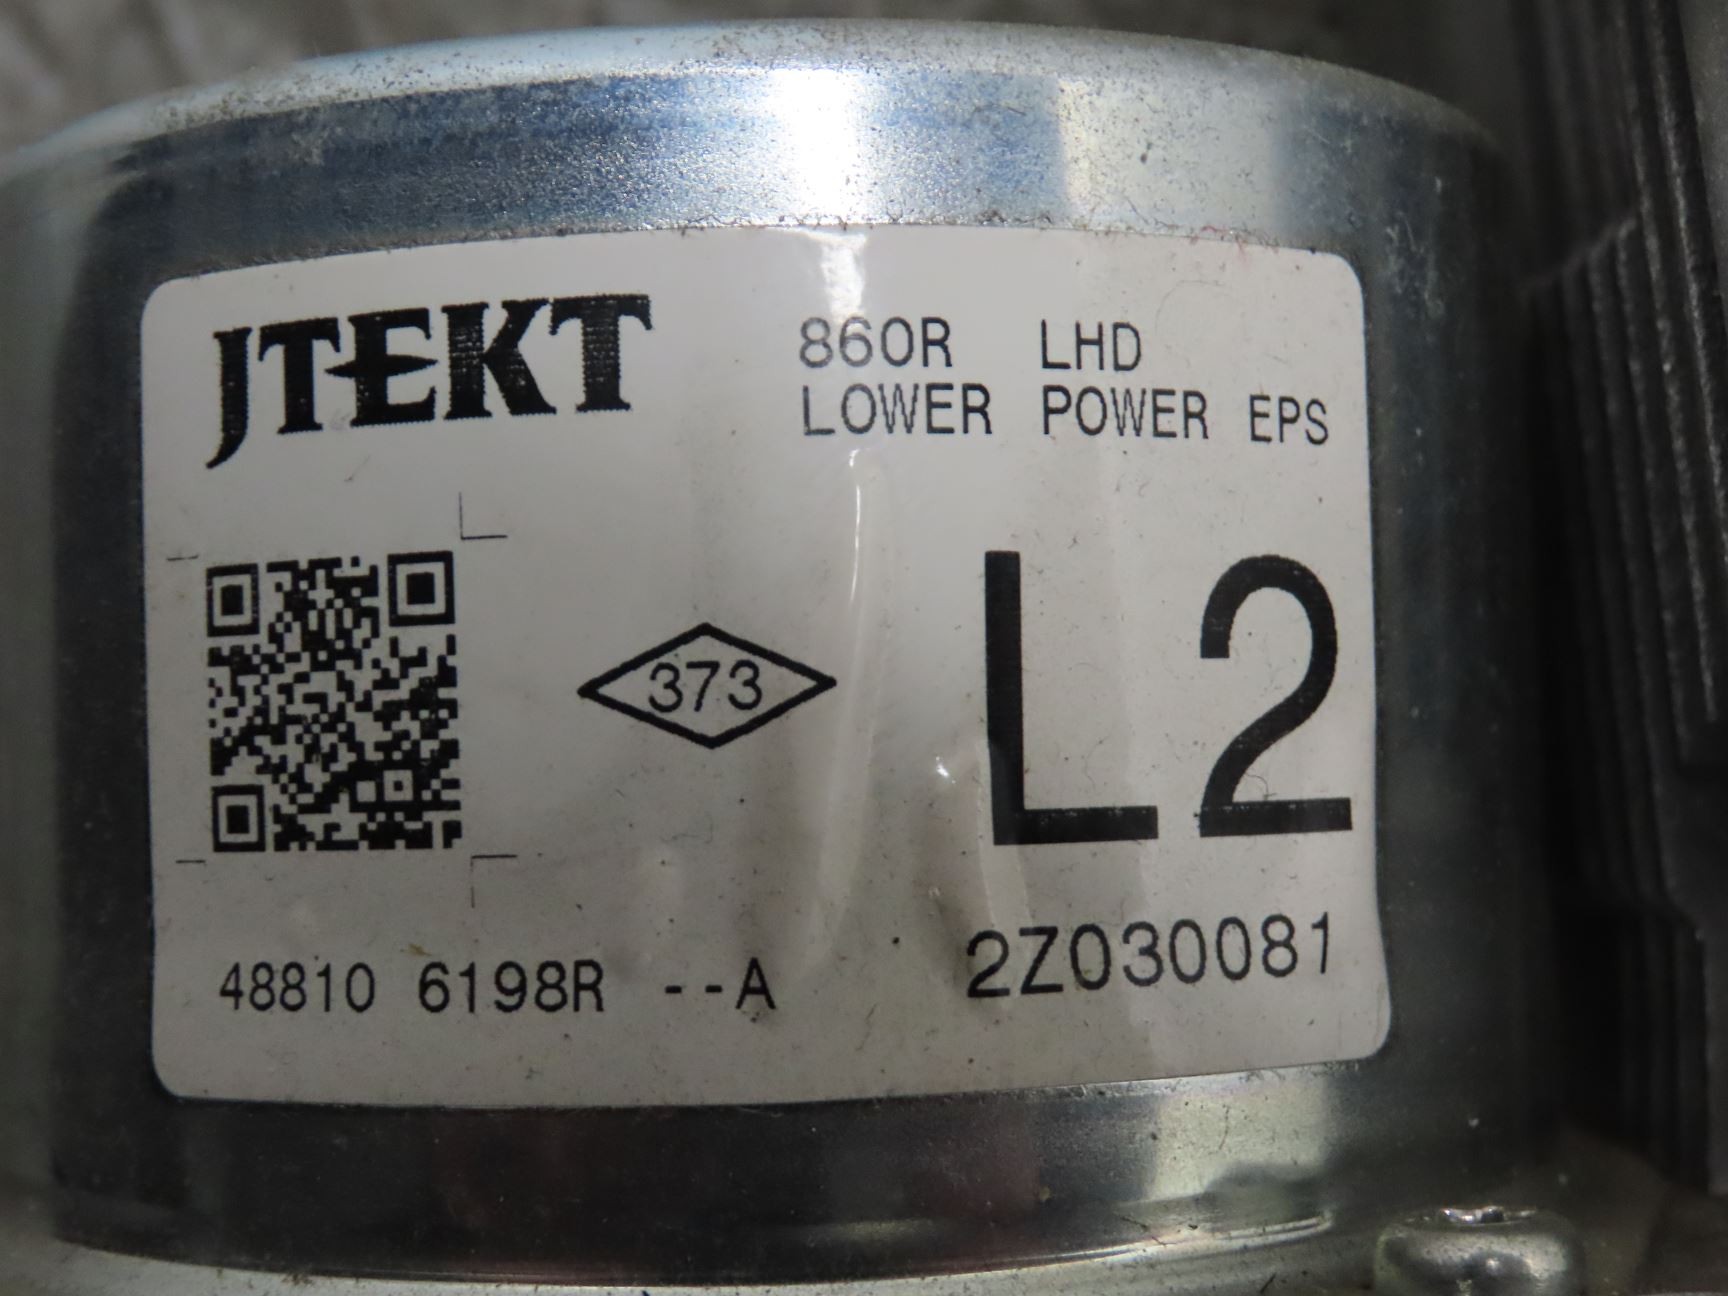 JTEKT
860R LHD
LOWER POWER EPS
373
L2
48810 6198R --A
2Z030081